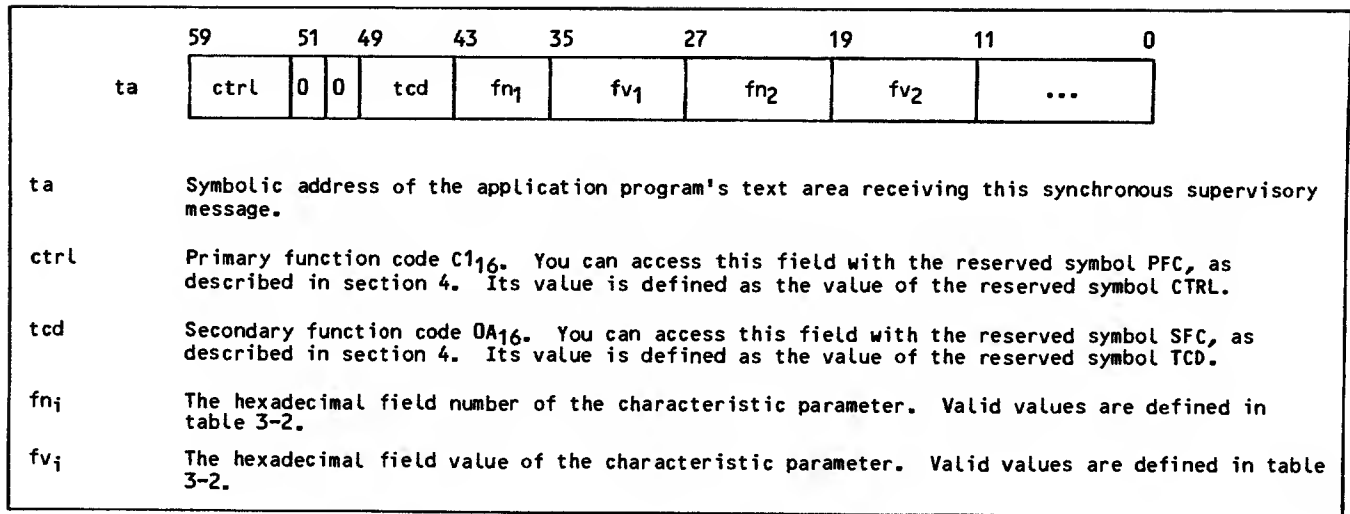 59 51 49 43 35 27 19 11 0
ta ctrl 0 0 tcd fn₁ fv₁ fn₂ fv₂ ...
ta Symbolic address of the application program's text area receiving this synchronous supervisory
message.
ctrl Primary function code C1₁₆. You can access this field with the reserved symbol PFC, as
described in section 4. Its value is defined as the value of the reserved symbol CTRL.
tcd Secondary function code 0A₁₆. You can access this field with the reserved symbol SFC, as
described in section 4. Its value is defined as the value of the reserved symbol TCD.
fnᵢ The hexadecimal field number of the characteristic parameter. Valid values are defined in
table 3-2.
fvᵢ The hexadecimal field value of the characteristic parameter. Valid values are defined in table
3-2.